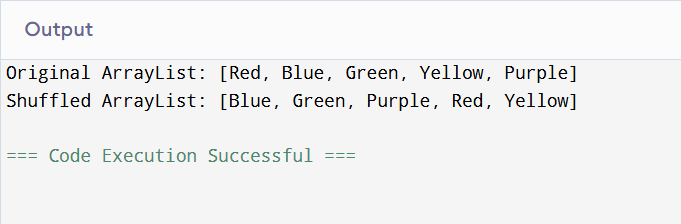 Output
Original ArrayList: [Red, Blue, Green, Yellow, Purple]
Shuffled ArrayList: [Blue, Green, Purple, Red, Yellow]
=== Code Execution Successful ===